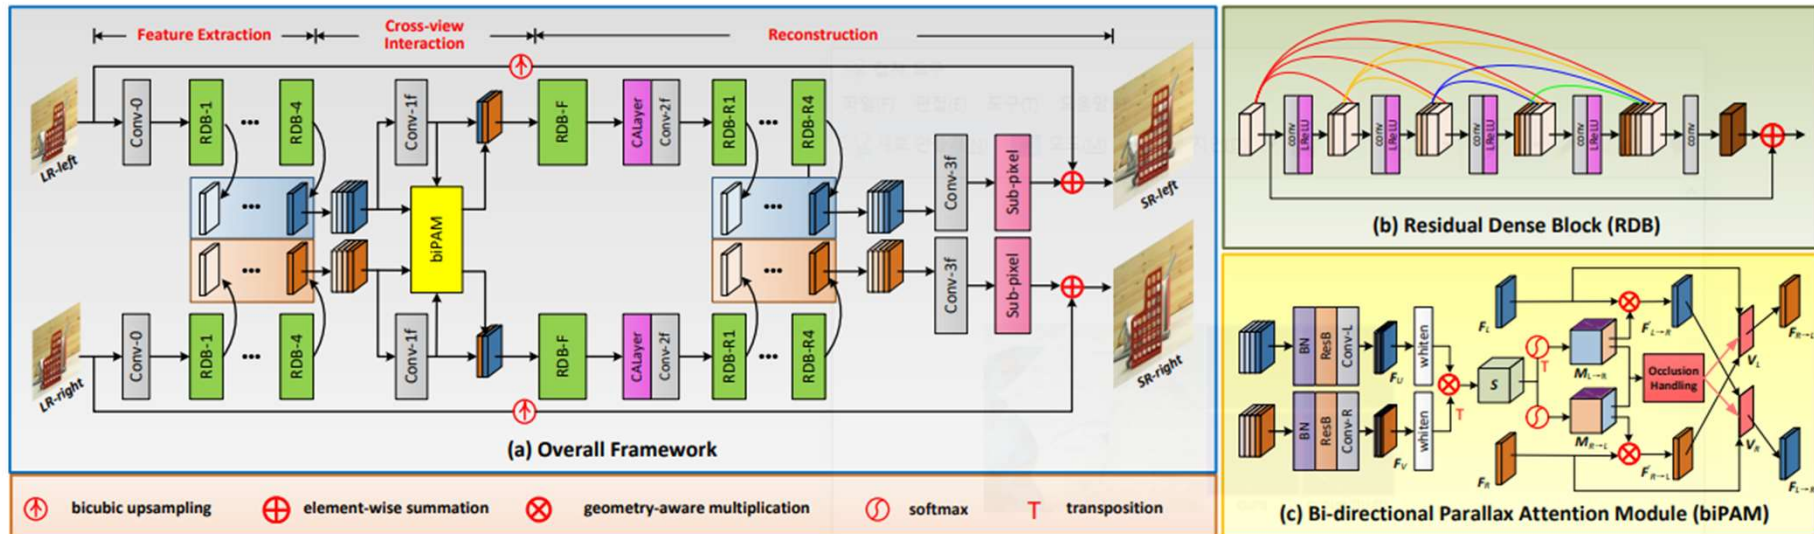 Feature Extraction
Cross-view
Interaction
Reconstruction
LR-left
Conv-0
RDB-1
...
RDB-4
Conv-1f
RDB-F
CALayer
Conv-2f
RDB-R1
...
RDB-R4
...
biPAM
...
Conv-3f
Sub-pixel
SR-left
...
...
Conv-3f
Sub-pixel
SR-right
LR-right
Conv-0
RDB-1
...
RDB-4
Conv-1f
RDB-F
CALayer
Conv-2f
RDB-R1
...
RDB-R4
(a) Overall Framework
bicubic upsampling
element-wise summation
geometry-aware multiplication
softmax
T transposition
conv LReLU
conv LReLU
conv LReLU
conv LReLU
conv
(b) Residual Dense Block (RDB)
BN ResB Conv-L
F_U
whiten
BN ResB Conv-R
F_V
whiten
T
S
T
F_L
M_L→R
F'_L→R
V_L
F_R→L
Occlusion
Handling
M_R→L
F_R
F'_R→L
V_R
F_L→R
(c) Bi-directional Parallax Attention Module (biPAM)